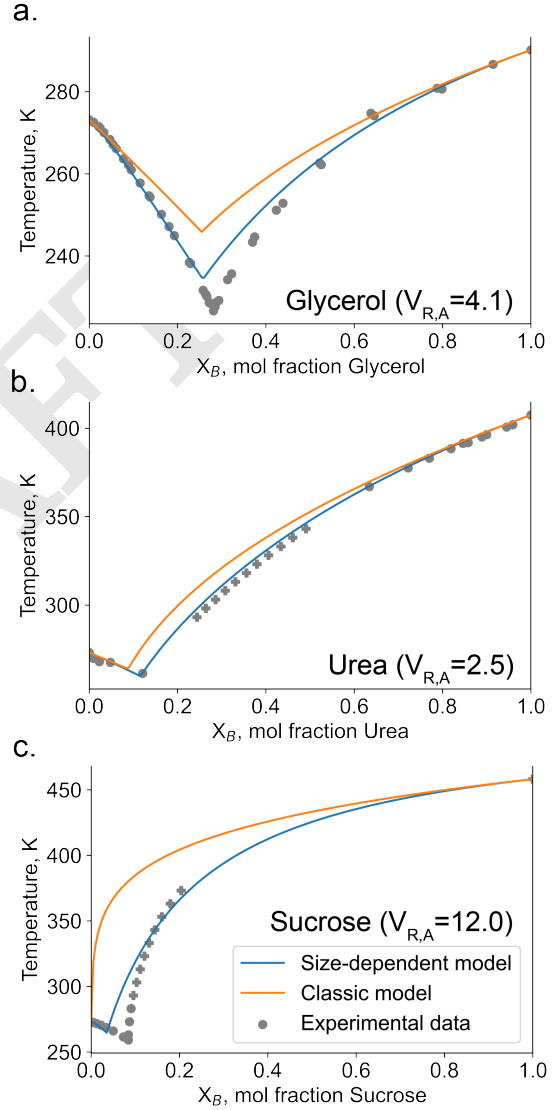 a.
Temperature, K
280
260
240
Glycerol (V_R,A=4.1)
0.0 0.2 0.4 0.6 0.8 1.0
X_B, mol fraction Glycerol
b.
Temperature, K
400
350
300
Urea (V_R,A=2.5)
0.0 0.2 0.4 0.6 0.8 1.0
X_B, mol fraction Urea
c.
Temperature, K
450
400
350
300
250
Sucrose (V_R,A=12.0)
Size-dependent model
Classic model
Experimental data
0.0 0.2 0.4 0.6 0.8 1.0
X_B, mol fraction Sucrose